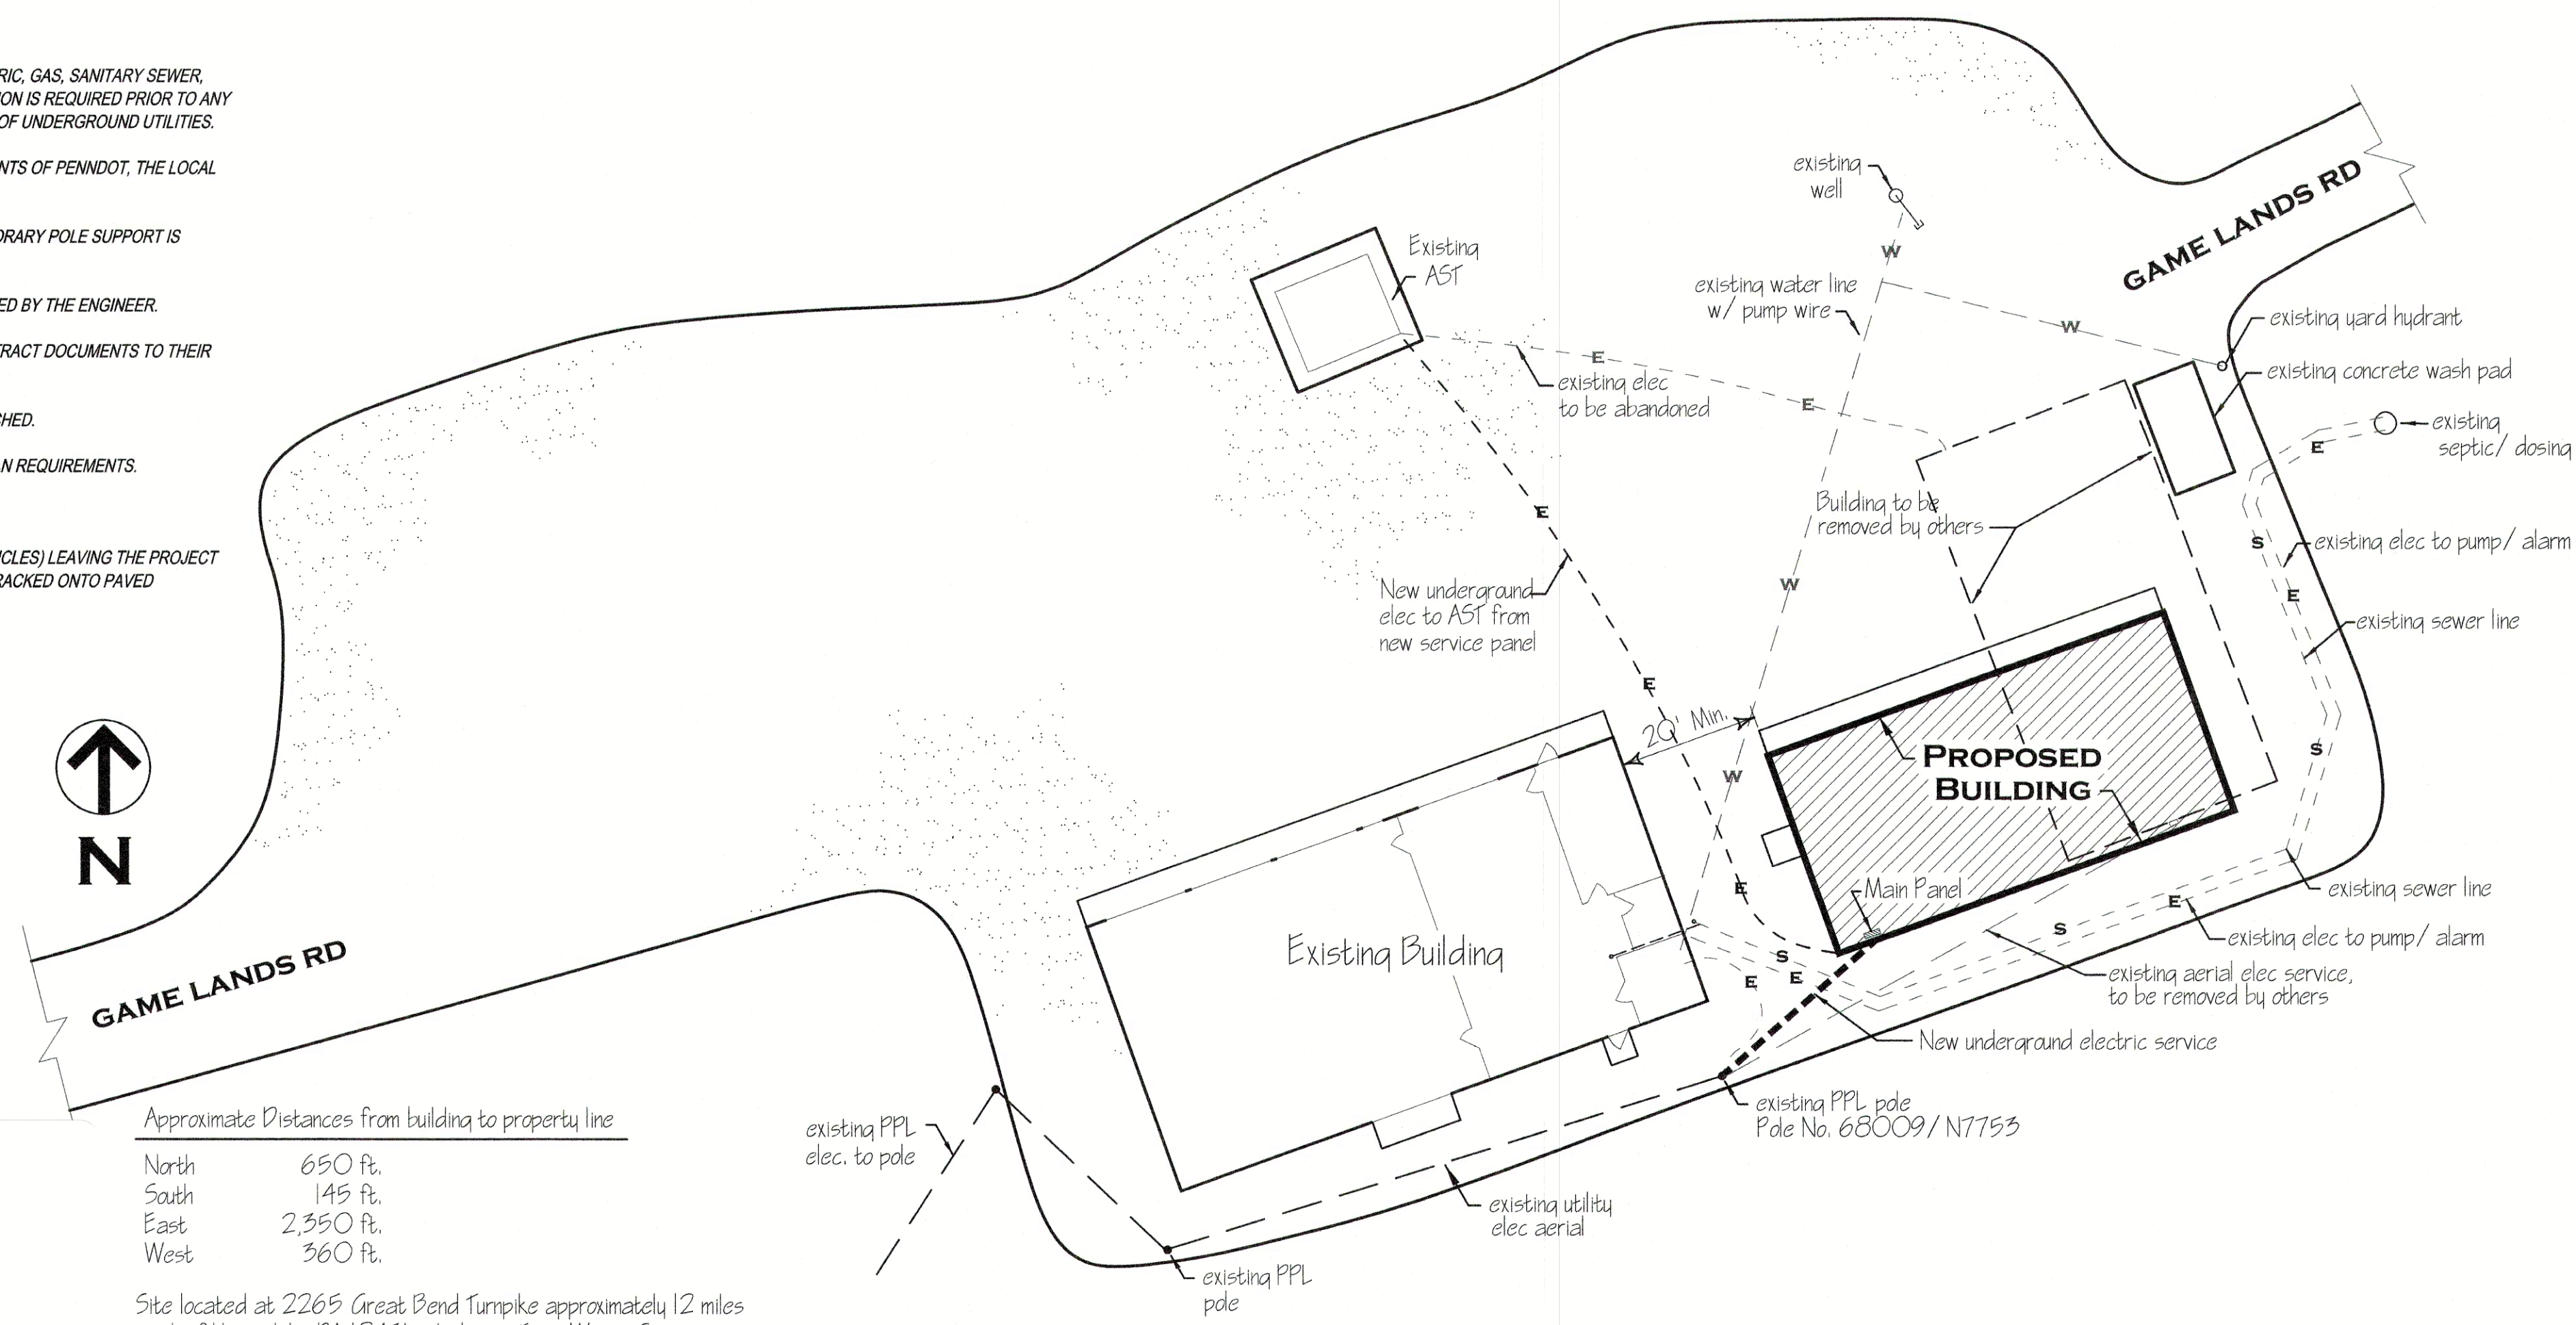 RIC, GAS, SANITARY SEWER,
ON IS REQUIRED PRIOR TO ANY
OF UNDERGROUND UTILITIES.
NTS OF PENNDOT, THE LOCAL
ORARY POLE SUPPORT IS
ED BY THE ENGINEER.
TRACT DOCUMENTS TO THEIR
CHED.
N REQUIREMENTS.
ICLES) LEAVING THE PROJECT
RACKED ONTO PAVED
existing
well
W
Existing
AST
existing water line
w/ pump wire
GAME LANDS RD
W
existing yard hydrant
E
existing elec
to be abandoned
E
existing concrete wash pad
existing
septic/ dosing
E
Building to be
removed by others
E
S
existing elec to pump/ alarm
New underground
elec to AST from
new service panel
W
E
existing sewer line
E
20' Min.
W
PROPOSED
BUILDING
S
N
Main Panel
E
existing sewer line
E
S
existing elec to pump/ alarm
Existing Building
S
E
E
existing aerial elec service,
to be removed by others
New underground electric service
GAME LANDS RD
existing PPL pole
Pole No. 68009/ N7753
existing PPL
elec. to pole
existing utility
elec aerial
existing PPL
pole
Approximate Distances from building to property line
North 650 ft.
South 145 ft.
East 2,350 ft.
West 360 ft.
Site located at 2265 Great Bend Turnpike approximately 12 miles